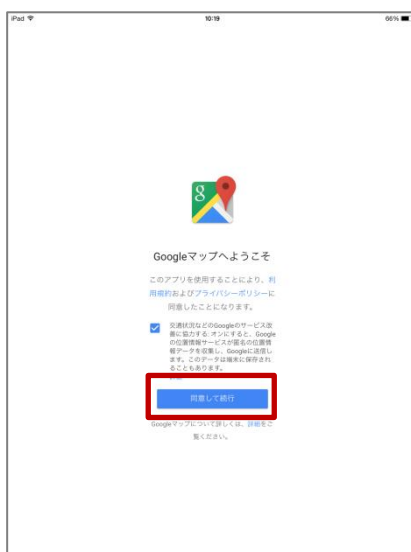 iPad 10:19 66%
g
Googleマップへようこそ
このアプリを使用することにより、利
用規約およびプライバシーポリシーに
同意したことになります。
交通状況などのGoogleのサービス改
善に協力する: オンにすると、Google
の位置情報サービスが匿名の位置情
報データを収集し、Googleに送信し
ます。このデータは端末に保存され
ることもあります。
同意して続行
Googleマップについて詳しくは、詳細をご
覧ください。